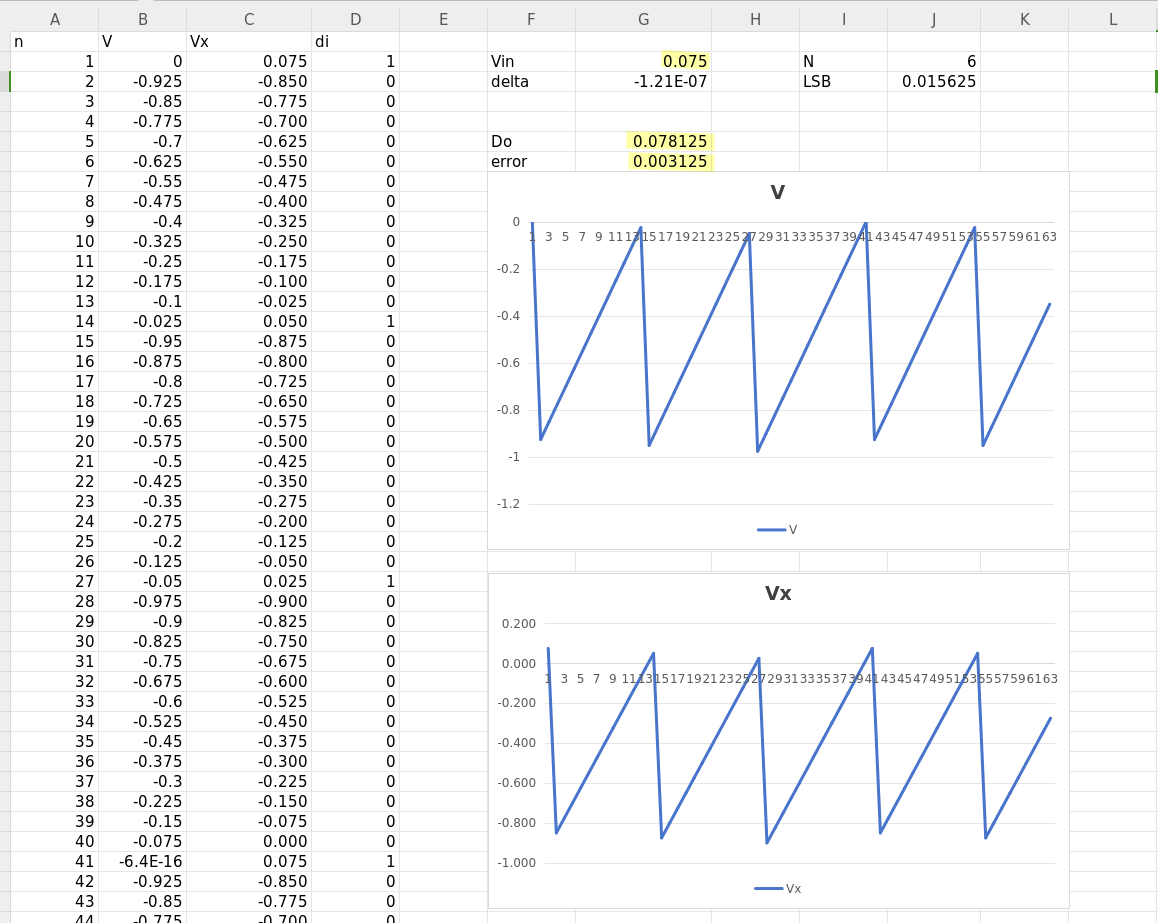 A B C D E F G H I J K L
n V Vx di
1 0 0.075 1 Vin 0.075 N 6
2 -0.925 -0.850 0 delta -1.21E-07 LSB 0.015625
3 -0.85 -0.775 0
4 -0.775 -0.700 0
5 -0.7 -0.625 0 Do 0.078125
6 -0.625 -0.550 0 error 0.003125
7 -0.55 -0.475 0
8 -0.475 -0.400 0
9 -0.4 -0.325 0
10 -0.325 -0.250 0
11 -0.25 -0.175 0
12 -0.175 -0.100 0
13 -0.1 -0.025 0
14 -0.025 0.050 1
15 -0.95 -0.875 0
16 -0.875 -0.800 0
17 -0.8 -0.725 0
18 -0.725 -0.650 0
19 -0.65 -0.575 0
20 -0.575 -0.500 0
21 -0.5 -0.425 0
22 -0.425 -0.350 0
23 -0.35 -0.275 0
24 -0.275 -0.200 0
25 -0.2 -0.125 0
26 -0.125 -0.050 0
27 -0.05 0.025 1
28 -0.975 -0.900 0
29 -0.9 -0.825 0
30 -0.825 -0.750 0
31 -0.75 -0.675 0
32 -0.675 -0.600 0
33 -0.6 -0.525 0
34 -0.525 -0.450 0
35 -0.45 -0.375 0
36 -0.375 -0.300 0
37 -0.3 -0.225 0
38 -0.225 -0.150 0
39 -0.15 -0.075 0
40 -0.075 0.000 0
41 -6.4E-16 0.075 1
42 -0.925 -0.850 0
43 -0.85 -0.775 0
44 -0.775 -0.700 0
V
0
1 3 5 7 9 11 13 15 17 19 21 23 25 27 29 31 33 35 37 39 41 43 45 47 49 51 53 55 57 59 61 63
-0.2
-0.4
-0.6
-0.8
-1
-1.2
V
Vx
0.200
0.000
1 3 5 7 9 11 13 15 17 19 21 23 25 27 29 31 33 35 37 39 41 43 45 47 49 51 53 55 57 59 61 63
-0.200
-0.400
-0.600
-0.800
-1.000
Vx